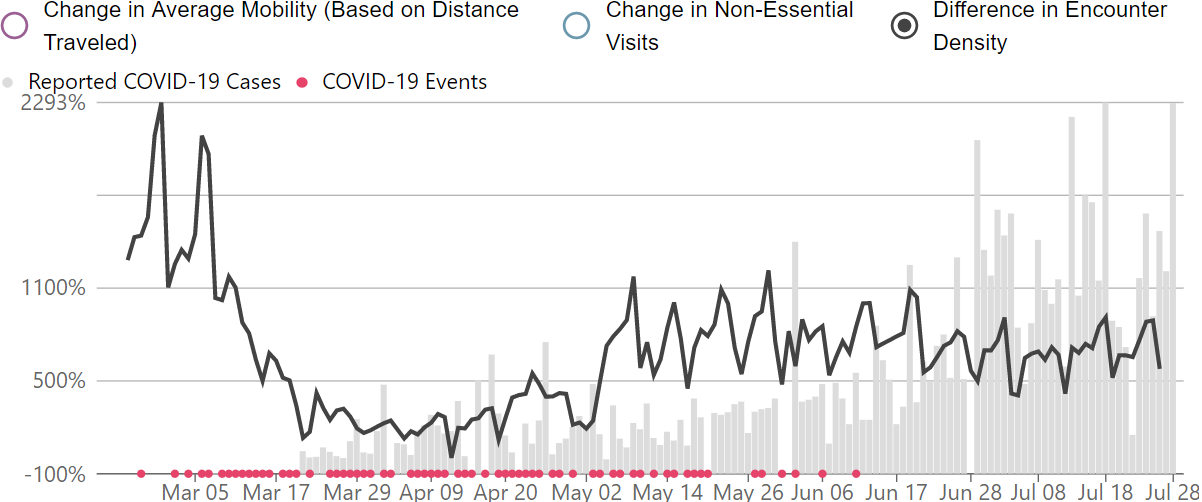 Change in Average Mobility (Based on Distance Traveled)
Change in Non-Essential Visits
Difference in Encounter Density
Reported COVID-19 Cases
COVID-19 Events
2293%
1100%
500%
-100%
Mar 05 Mar 17 Mar 29 Apr 09 Apr 20 May 02 May 14 May 26 Jun 06 Jun 17 Jun 28 Jul 08 Jul 18 Jul 28